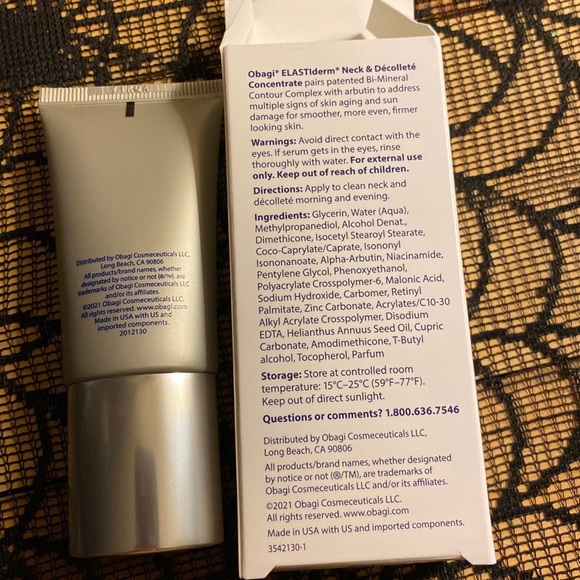 Distributed by Obagi Cosmeceuticals LLC,
Long Beach, CA 90806
All products/brand names, whether
designated by notice or not (®/™), are
trademarks of Obagi Cosmeceuticals LLC
and/or its affiliates.
©2021 Obagi Cosmeceuticals LLC.
All rights reserved. www.obagi.com
Made in USA with US and
imported components.
2012130
Obagi® ELASTIderm® Neck & Décolleté
Concentrate pairs patented Bi-Mineral
Contour Complex with arbutin to address
multiple signs of skin aging and sun
damage for smoother, more even, firmer
looking skin.
Warnings: Avoid direct contact with the
eyes. If serum gets in the eyes, rinse
thoroughly with water. For external use
only. Keep out of reach of children.
Directions: Apply to clean neck and
décolleté morning and evening.
Ingredients: Glycerin, Water (Aqua),
Methylpropanediol, Alcohol Denat.,
Dimethicone, Isocetyl Stearoyl Stearate,
Coco-Caprylate/Caprate, Isononyl
Isononanoate, Alpha-Arbutin, Niacinamide,
Pentylene Glycol, Phenoxyethanol,
Polyacrylate Crosspolymer-6, Malonic Acid,
Sodium Hydroxide, Carbomer, Retinyl
Palmitate, Zinc Carbonate, Acrylates/C10-30
Alkyl Acrylate Crosspolymer, Disodium
EDTA, Helianthus Annuus Seed Oil, Cupric
Carbonate, Amodimethicone, T-Butyl
alcohol, Tocopherol, Parfum
Storage: Store at controlled room
temperature: 15°C–25°C (59°F–77°F).
Keep out of direct sunlight.
Questions or comments? 1.800.636.7546
Distributed by Obagi Cosmeceuticals LLC,
Long Beach, CA 90806
All products/brand names, whether designated
by notice or not (®/TM), are trademarks of
Obagi Cosmeceuticals LLC and/or its affiliates.
©2021 Obagi Cosmeceuticals LLC.
All rights reserved. www.obagi.com
Made in USA with US and imported components.
3542130-1